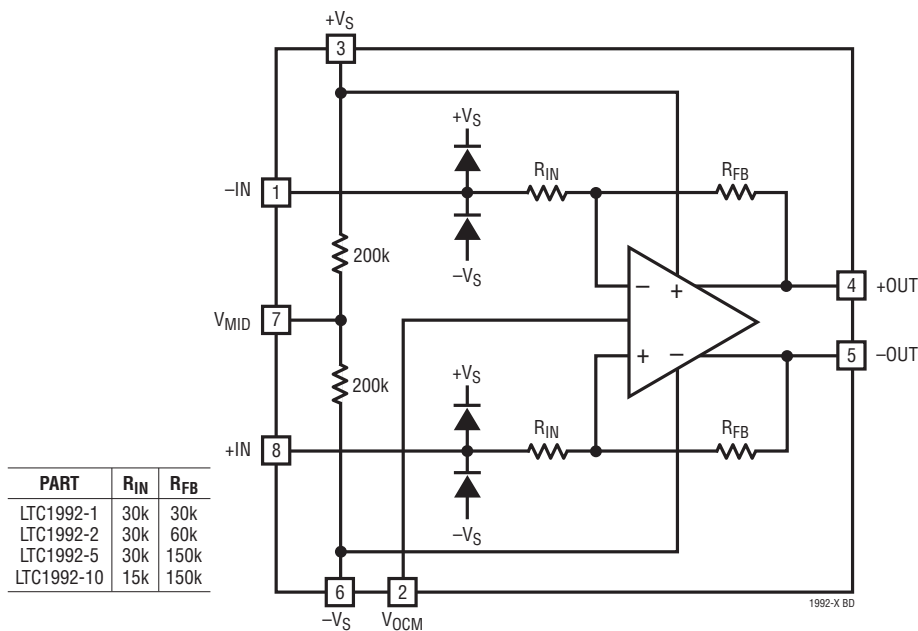 +VS
3
+VS
–IN
1
RIN
RFB
200k
–VS
– +
4
+OUT
VMID
7
+ –
5
–OUT
200k
+VS
RIN
RFB
+IN
8
–VS
PART RIN RFB
LTC1992-1 30k 30k
LTC1992-2 30k 60k
LTC1992-5 30k 150k
LTC1992-10 15k 150k
6
2
–VS
VOCM
1992-X BD